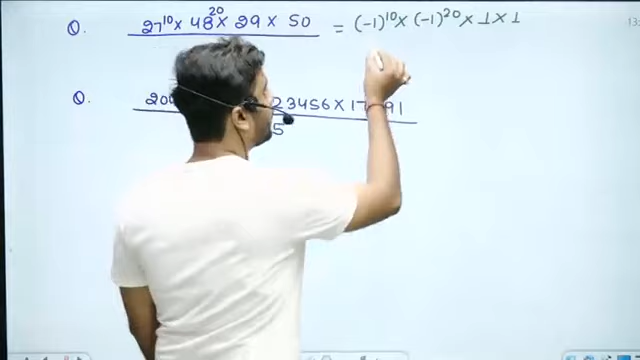 Q. 27¹⁰ × 48²⁰ × 29 × 50 = (-1)¹⁰ × (-1)²⁰ × 1 × 1
Q. 200 23456 × 17 91
5